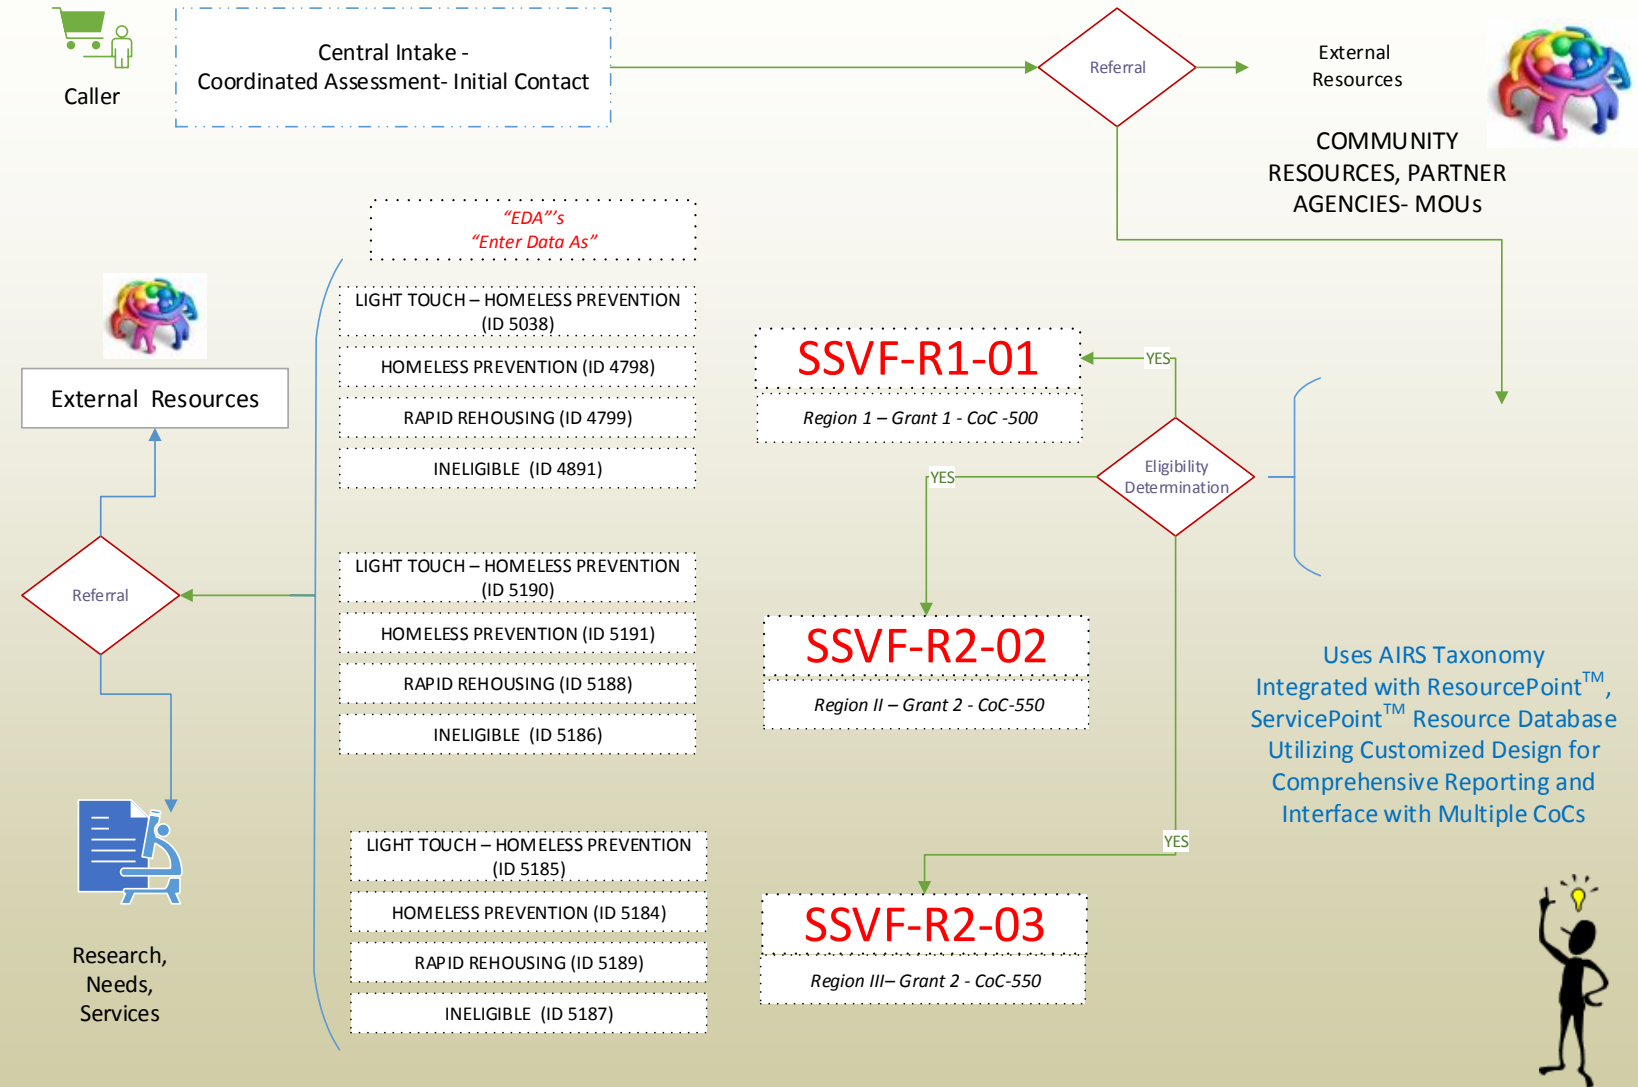 Caller
Central Intake -
Coordinated Assessment- Initial Contact
Referral
External
Resources
COMMUNITY
RESOURCES, PARTNER
AGENCIES- MOUs
“EDA”’s
“Enter Data As”
LIGHT TOUCH – HOMELESS PREVENTION
(ID 5038)
HOMELESS PREVENTION (ID 4798)
RAPID REHOUSING (ID 4799)
INELIGIBLE  (ID 4891)
External  Resources
SSVF-R1-01
Region 1 – Grant 1 - CoC -500
YES
Eligibility
Determination
YES
LIGHT TOUCH – HOMELESS PREVENTION
(ID 5190)
HOMELESS PREVENTION (ID 5191)
RAPID REHOUSING (ID 5188)
INELIGIBLE  (ID 5186)
Referral
SSVF-R2-02
Region II – Grant 2 - CoC-550
Uses AIRS Taxonomy
Integrated with ResourcePoint™,
ServicePoint™ Resource Database
Utilizing Customized Design for
Comprehensive Reporting and
Interface with Multiple CoCs
YES
LIGHT TOUCH – HOMELESS PREVENTION
(ID 5185)
HOMELESS PREVENTION (ID 5184)
RAPID REHOUSING (ID 5189)
INELIGIBLE  (ID 5187)
SSVF-R2-03
Region III– Grant 2 - CoC-550
Research,
Needs,
Services